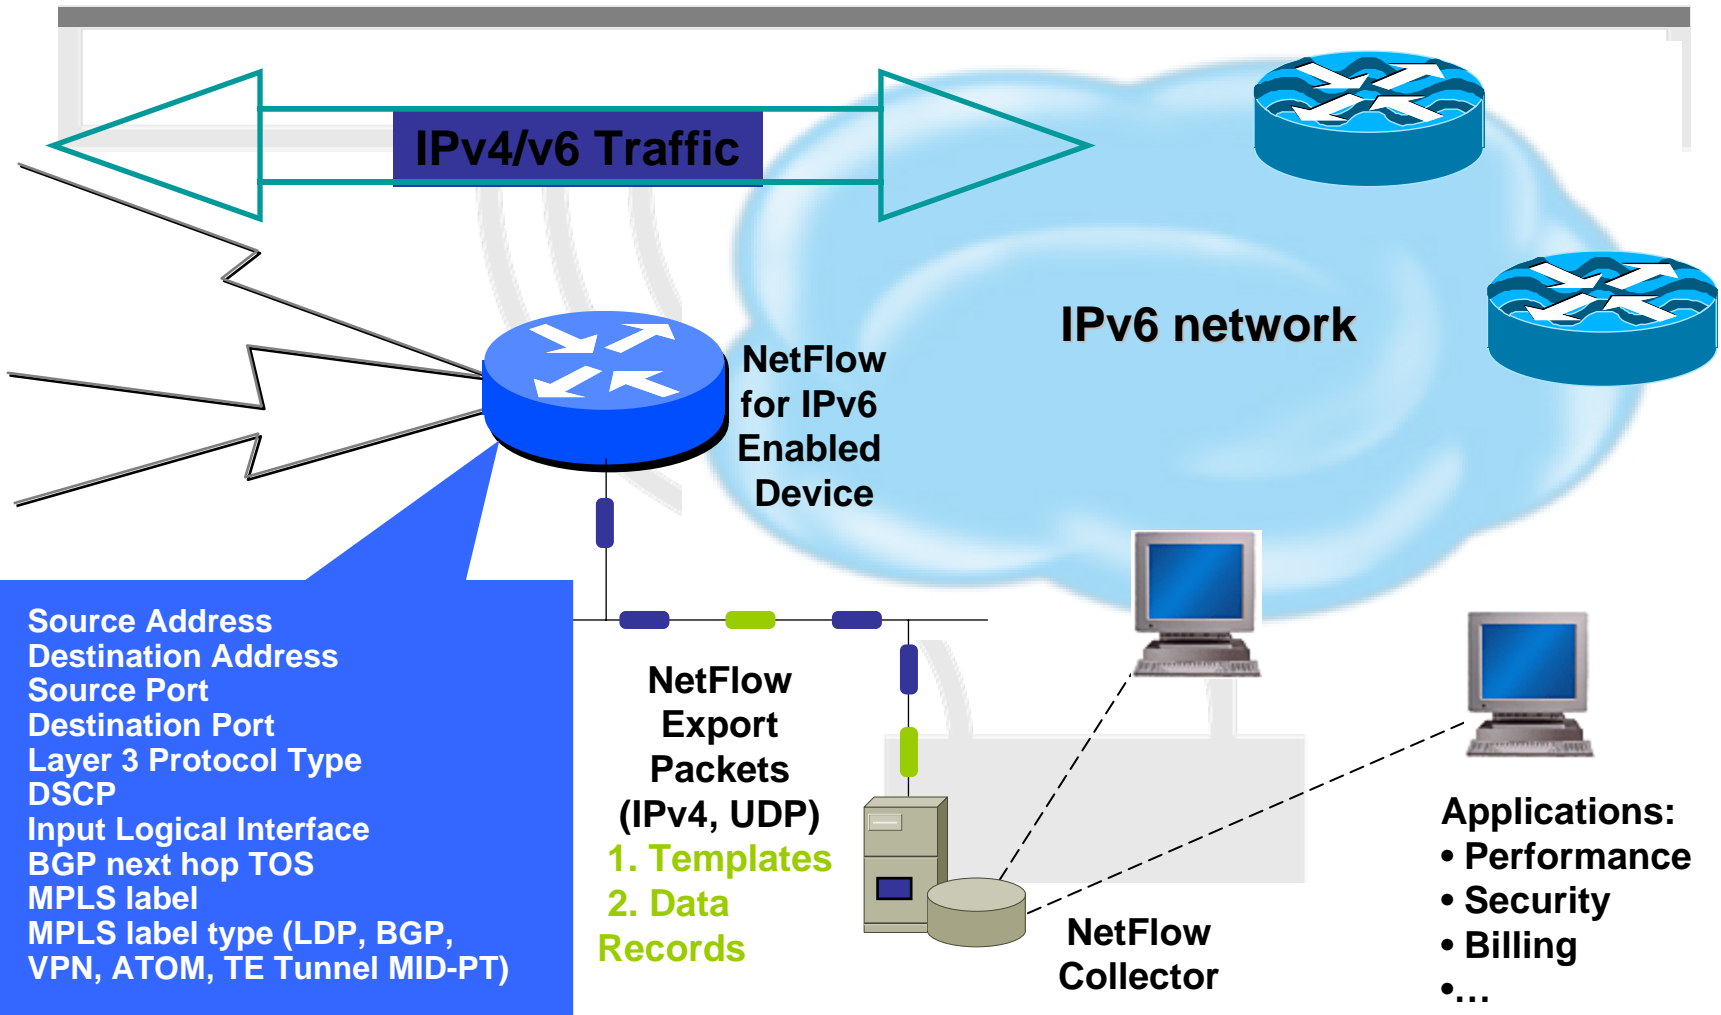 IPv4/v6 Traffic
IPv6 network
NetFlow
for IPv6
Enabled
Device
Source Address
Destination Address
Source Port
Destination Port
Layer 3 Protocol Type
DSCP
Input Logical Interface
BGP next hop TOS
MPLS label
MPLS label type (LDP, BGP,
VPN, ATOM, TE Tunnel MID-PT)
NetFlow
Export
Packets
(IPv4, UDP)
1. Templates
2. Data
Records
NetFlow
Collector
Applications:
• Performance
• Security
• Billing
•...